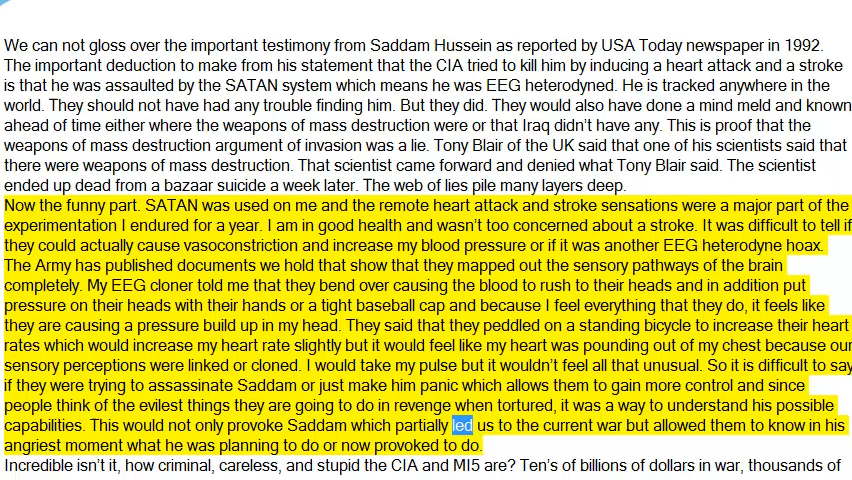 We can not gloss over the important testimony from Saddam Hussein as reported by USA Today newspaper in 1992.
The important deduction to make from his statement that the CIA tried to kill him by inducing a heart attack and a stroke
is that he was assaulted by the SATAN system which means he was EEG heterodyned. He is tracked anywhere in the
world. They should not have had any trouble finding him. But they did. They would also have done a mind meld and known
ahead of time either where the weapons of mass destruction were or that Iraq didn't have any. This is proof that the
weapons of mass destruction argument of invasion was a lie. Tony Blair of the UK said that one of his scientists said that
there were weapons of mass destruction. That scientist came forward and denied what Tony Blair said. The scientist
ended up dead from a bazaar suicide a week later. The web of lies pile many layers deep.
Now the funny part. SATAN was used on me and the remote heart attack and stroke sensations were a major part of the
experimentation I endured for a year. I am in good health and wasn't too concerned about a stroke. It was difficult to tell if
they could actually cause vasoconstriction and increase my blood pressure or if it was another EEG heterodyne hoax.
The Army has published documents we hold that show that they mapped out the sensory pathways of the brain
completely. My EEG cloner told me that they bend over causing the blood to rush to their heads and in addition put
pressure on their heads with their hands or a tight baseball cap and because I feel everything that they do, it feels like
they are causing a pressure build up in my head. They said that they peddled on a standing bicycle to increase their heart
rates which would increase my heart rate slightly but it would feel like my heart was pounding out of my chest because our
sensory perceptions were linked or cloned. I would take my pulse but it wouldn't feel all that unusual. So it is difficult to say
if they were trying to assassinate Saddam or just make him panic which allows them to gain more control and since
people think of the evilest things they are going to do in revenge when tortured, it was a way to understand his possible
capabilities. This would not only provoke Saddam which partially led us to the current war but allowed them to know in his
angriest moment what he was planning to do or now provoked to do.
Incredible isn't it, how criminal, careless, and stupid the CIA and MI5 are? Ten's of billions of dollars in war, thousands of